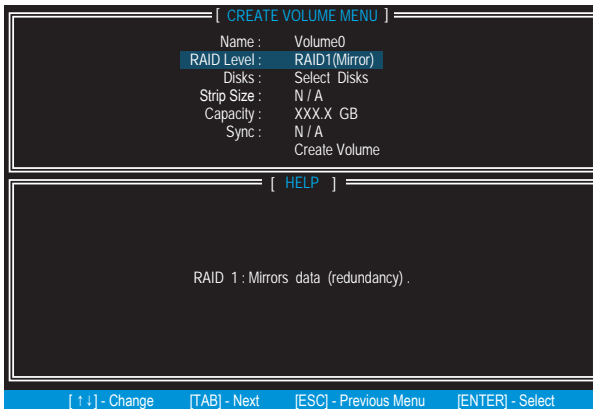 [ CREATE VOLUME MENU ]
Name : Volume0
RAID Level : RAID1(Mirror)
Disks : Select Disks
Strip Size : N / A
Capacity : XXX.X GB
Sync : N / A
Create Volume
[ HELP ]
RAID 1 : Mirrors data (redundancy) .
[ ↑↓] - Change [TAB] - Next [ESC] - Previous Menu [ENTER] - Select